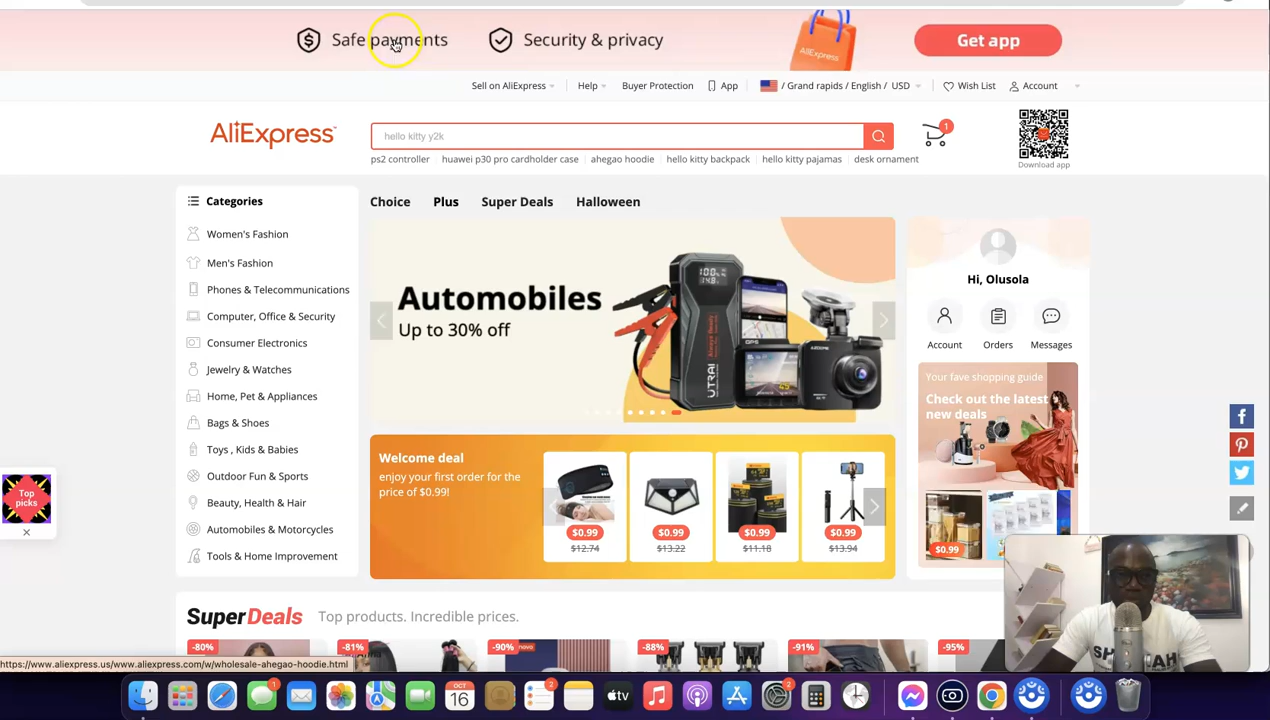 Safe payments
Security & privacy
AliExpress
Get app
Sell on AliExpress
Help
Buyer Protection
App
/ Grand rapids / English / USD
Wish List
Account
AliExpress
hello kitty y2k
1
ps2 controller
huawei p30 pro cardholder case
ahegao hoodie
hello kitty backpack
hello kitty pajamas
desk ornament
Download app
Categories
Women's Fashion
Men's Fashion
Phones & Telecommunications
Computer, Office & Security
Consumer Electronics
Jewelry & Watches
Home, Pet & Appliances
Bags & Shoes
Toys , Kids & Babies
Outdoor Fun & Sports
Beauty, Health & Hair
Automobiles & Motorcycles
Tools & Home Improvement
Choice
Plus
Super Deals
Halloween
Automobiles
Up to 30% off
UTRAI
GPS
Hi, Olusola
Account
Orders
Messages
Your fave shopping guide
Check out the latest
new deals
$0.99
Welcome deal
enjoy your first order for the
price of $0.99!
$0.99
$12.74
$0.99
$13.22
$0.99
$11.18
$0.99
$13.94
Top
picks
SuperDeals
Top products. Incredible prices.
-80%
-81%
-90%
-88%
-91%
-95%
https://www.aliexpress.us/www.aliexpress.com/w/wholesale-ahegao-hoodie.html
1
OCT
16
2
tv
2